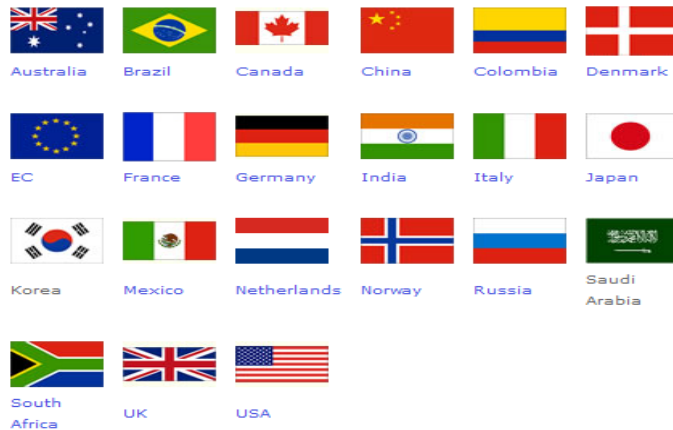 Australia Brazil Canada China Colombia Denmark
EC France Germany India Italy Japan
Korea Mexico Netherlands Norway Russia Saudi
Arabia
South
Africa UK USA